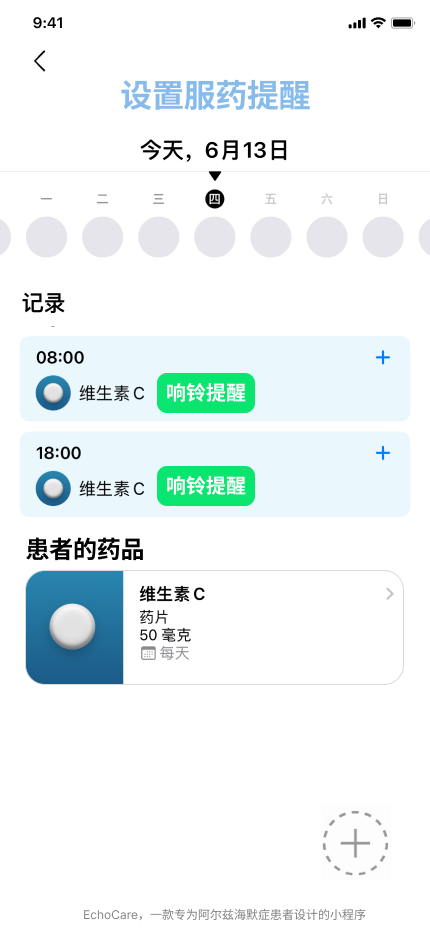 9:41
设置服药提醒
今天，6月13日
一 二 三 四 五 六 日
记录
08:00
维生素 C 响铃提醒
18:00
维生素 C 响铃提醒
患者的药品
维生素 C
药片
50 毫克
每天
EchoCare，一款专为阿尔兹海默症患者设计的小程序